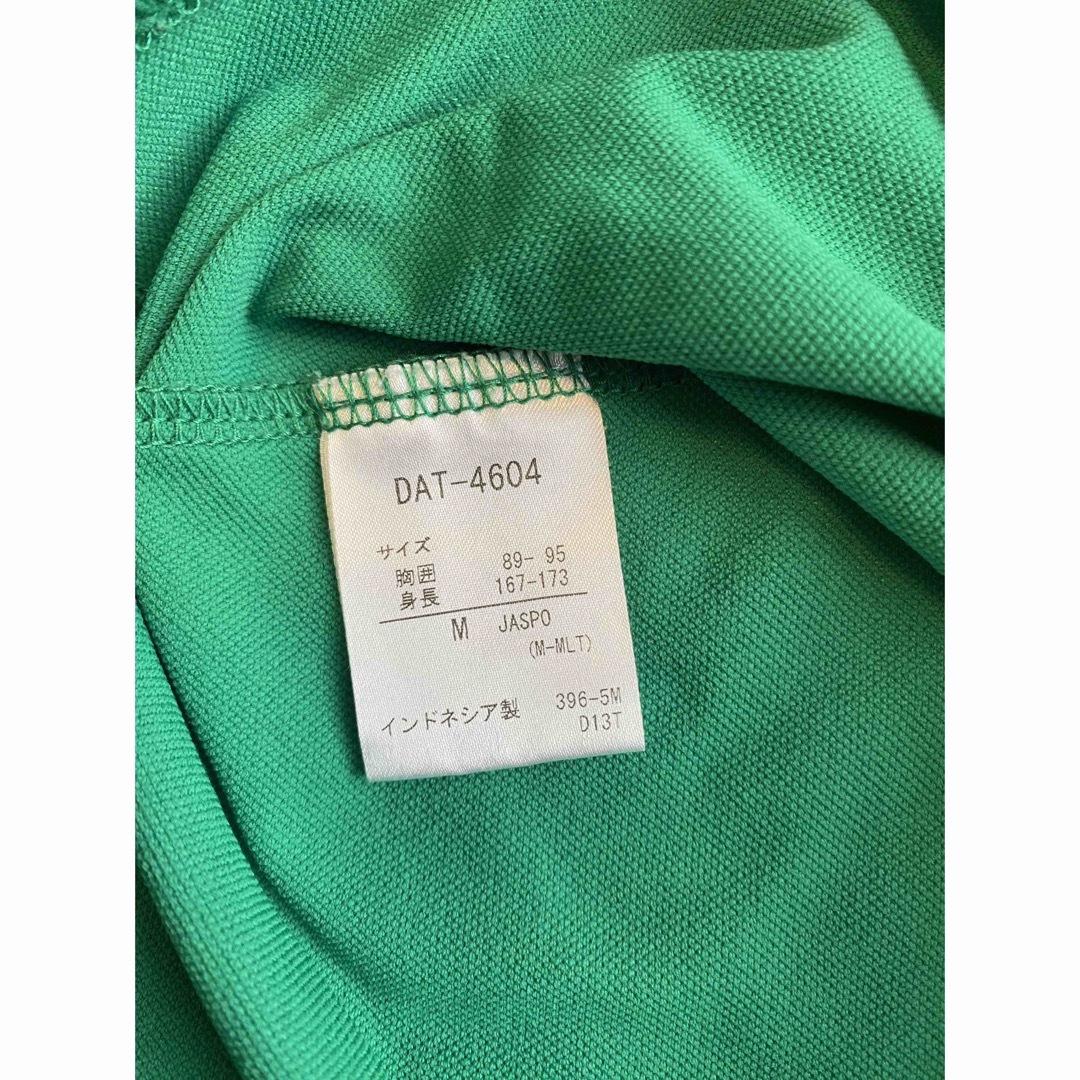 DAT-4604
サイズ
胸囲 89- 95
身長 167-173
M JASPO
(M-MLT)
インドネシア製 396-5M
D13T